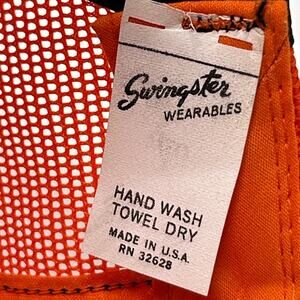 Swingster
WEARABLES
HAND WASH
TOWEL DRY
MADE IN U.S.A.
RN 32628